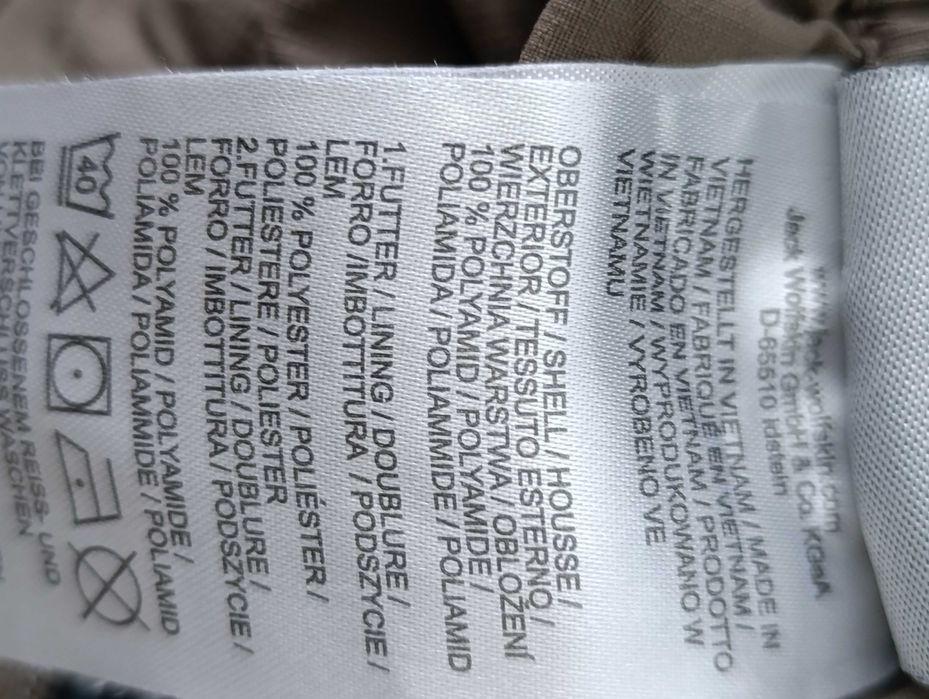 www.jack-wolfskin.com
Jack Wolfskin GmbH & Co. KGaA
D-65510 Idstein
HERGESTELLT IN VIETNAM / MADE IN
VIETNAM / FABRIQUÉ EN VIETNAM /
FABRICADO EN VIETNAM / PRODOTTO
IN VIETNAM / WYPRODUKOWANO W
WIETNAMIE / VYROBENO VE
VIETNAMU
OBERSTOFF / SHELL / HOUSSE /
EXTERIOR / TESSUTO ESTERNO /
WIERZCHNIA WARSTWA / OBLOŽENÍ
100 % POLYAMID / POLYAMIDE /
POLIAMIDA / POLIAMMIDE / POLIAMID
1.FUTTER / LINING / DOUBLURE /
FORRO /IMBOTTITURA / PODSZYCIE /
LEM
100 % POLYESTER / POLIÉSTER /
POLIESTERE / POLIESTER
2.FUTTER / LINING / DOUBLURE /
FORRO / IMBOTTITURA / PODSZYCIE /
LEM
100 % POLYAMID / POLYAMIDE /
POLIAMIDA / POLIAMMIDE / POLIAMID
40
BEI GESCHLOSSENEM REISS- UND
KLETTVERSCHLUSS WASCHEN